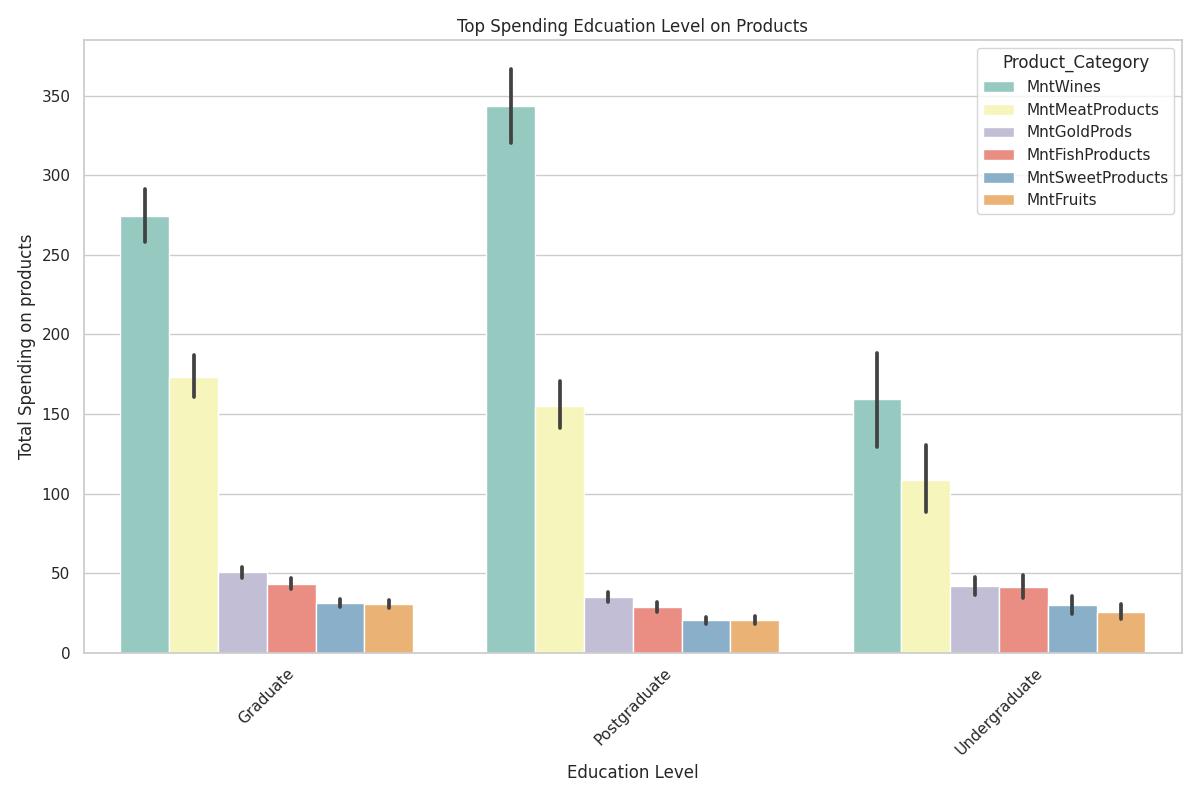 Top Spending Edcuation Level on Products
Product_Category
MntWines
MntMeatProducts
MntGoldProds
MntFishProducts
MntSweetProducts
MntFruits
Total Spending on products
350
300
250
200
150
100
50
0
Graduate
Postgraduate
Undergraduate
Education Level